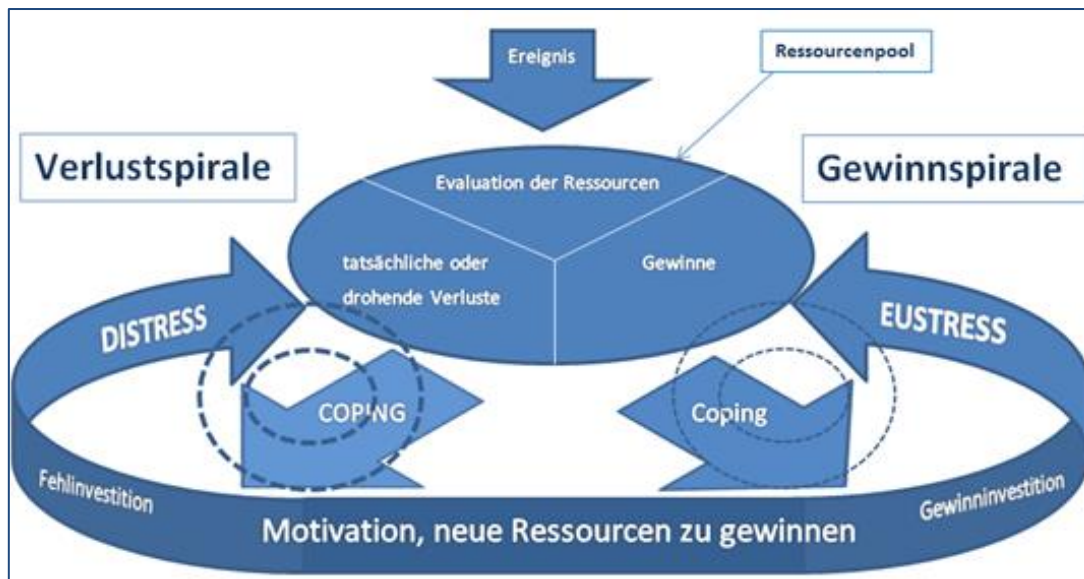 Ereignis
Ressourcenpool
Verlustspirale
Gewinnspirale
Evaluation der Ressourcen
tatsächliche oder
drohende Verluste
Gewinne
DISTRESS
EUSTRESS
COPING
Coping
Fehlinvestition
Gewinninvestition
Motivation, neue Ressourcen zu gewinnen